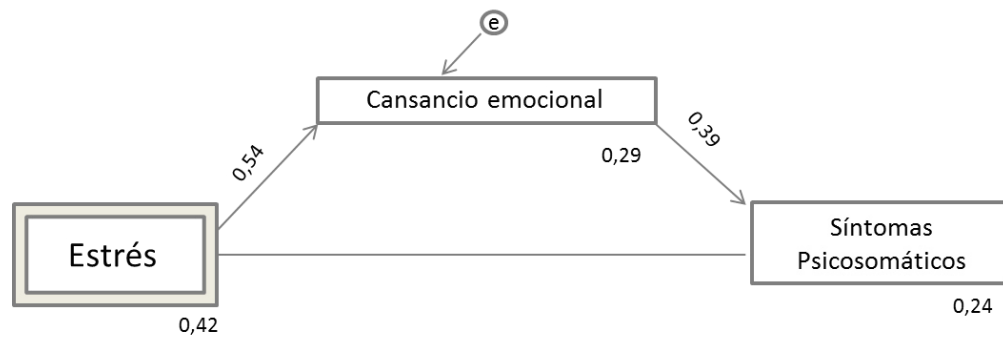 e
Cansancio emocional
0,54
0,39
0,29
Estrés
Síntomas
Psicosomáticos
0,42
0,24